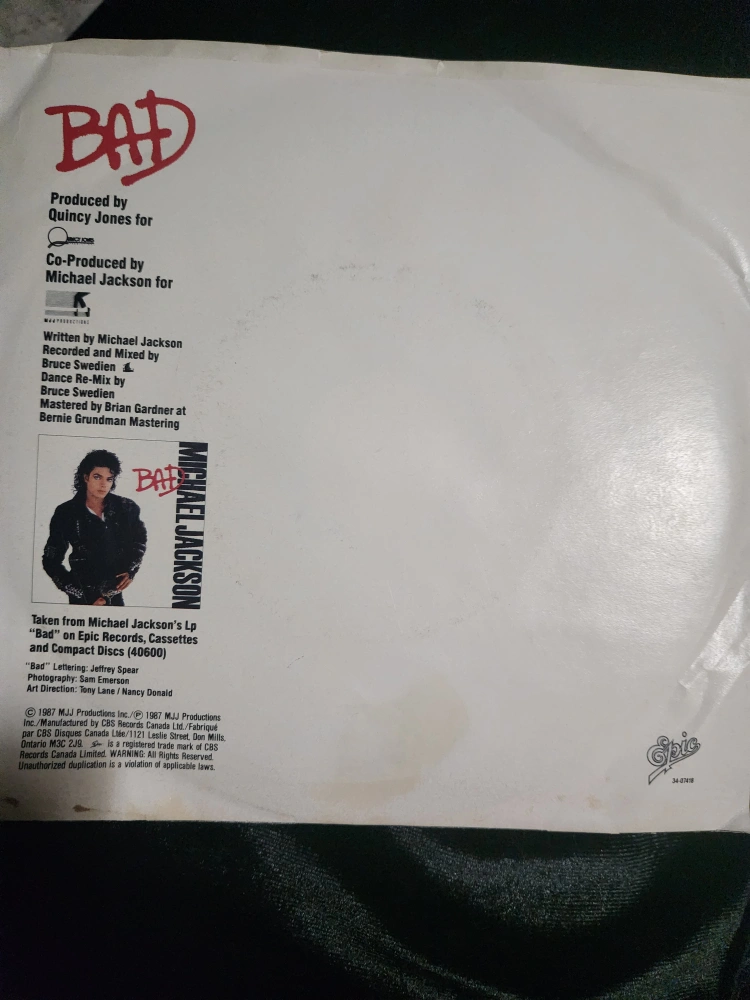 BAD
Produced by
Quincy Jones for
Co-Produced by
Michael Jackson for
MJJ PRODUCTIONS
Written by Michael Jackson
Recorded and Mixed by
Bruce Swedien
Dance Re-Mix by
Bruce Swedien
Mastered by Brian Gardner at
Bernie Grundman Mastering
BAD
MICHAEL JACKSON
Taken from Michael Jackson's Lp
"Bad" on Epic Records, Cassettes
and Compact Discs (40600)
"Bad" Lettering: Jeffrey Spear
Photography: Sam Emerson
Art Direction: Tony Lane / Nancy Donald
© 1987 MJJ Productions Inc./℗ 1987 MJJ Productions
Inc./Manufactured by CBS Records Canada Ltd./Fabriqué
par CBS Disques Canada Ltée/1121 Leslie Street, Don Mills,
Ontario M3C 2J9. is a registered trade mark of CBS
Records Canada Limited. WARNING: All Rights Reserved.
Unauthorized duplication is a violation of applicable laws.
Epic
34-07418